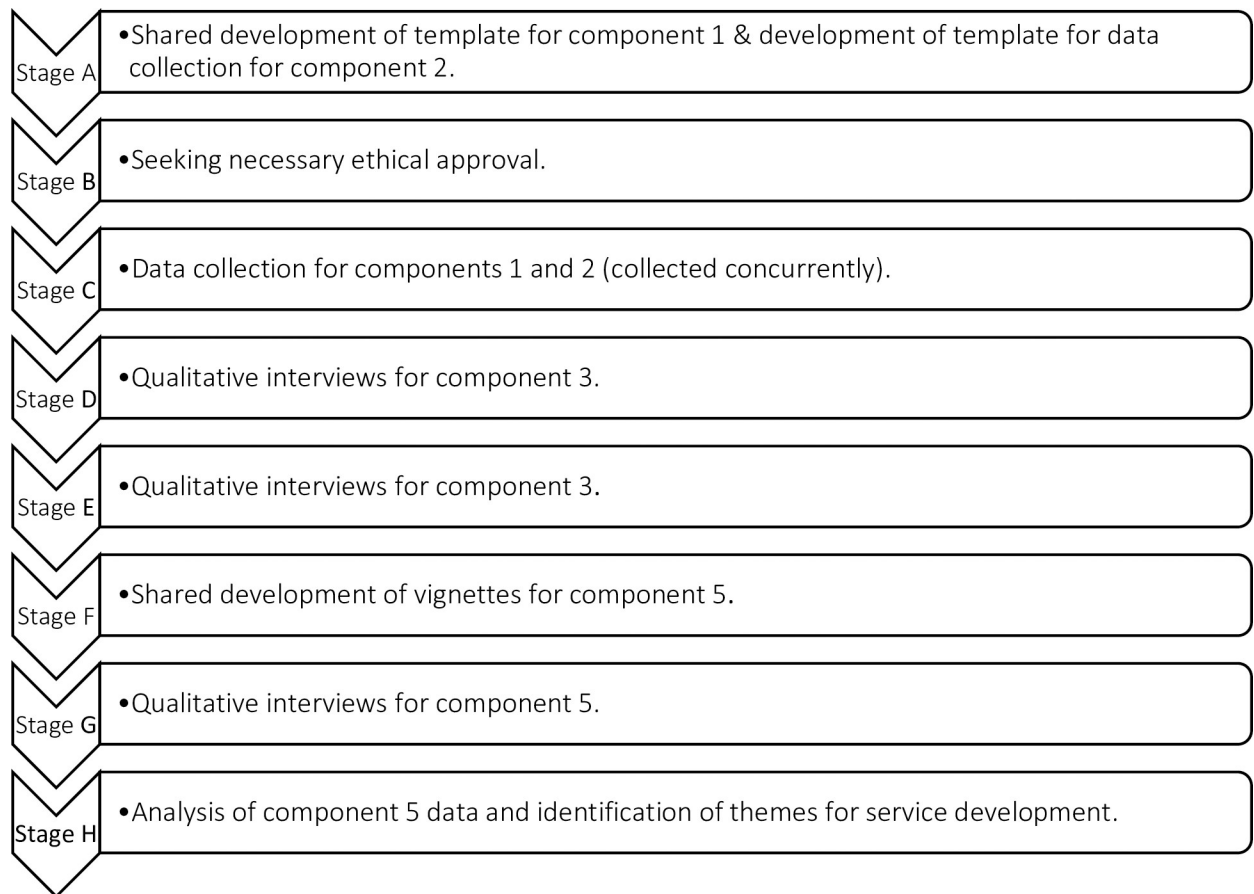 Stage A
•Shared development of template for component 1 & development of template for data
collection for component 2.
Stage B
•Seeking necessary ethical approval.
Stage C
•Data collection for components 1 and 2 (collected concurrently).
Stage D
•Qualitative interviews for component 3.
Stage E
•Qualitative interviews for component 3.
Stage F
•Shared development of vignettes for component 5.
Stage G
•Qualitative interviews for component 5.
Stage H
•Analysis of component 5 data and identification of themes for service development.